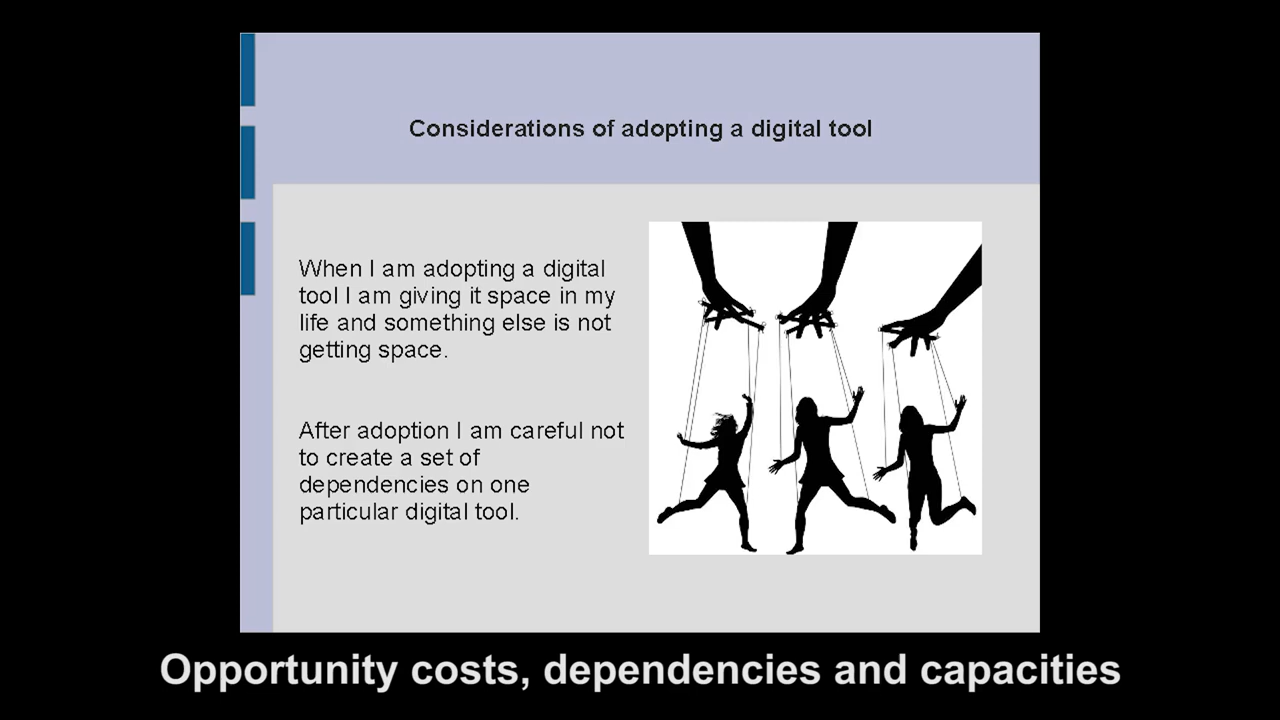 Considerations of adopting a digital tool
When I am adopting a digital
tool I am giving it space in my
life and something else is not
getting space.
After adoption I am careful not
to create a set of
dependencies on one
particular digital tool.
Opportunity costs, dependencies and capacities